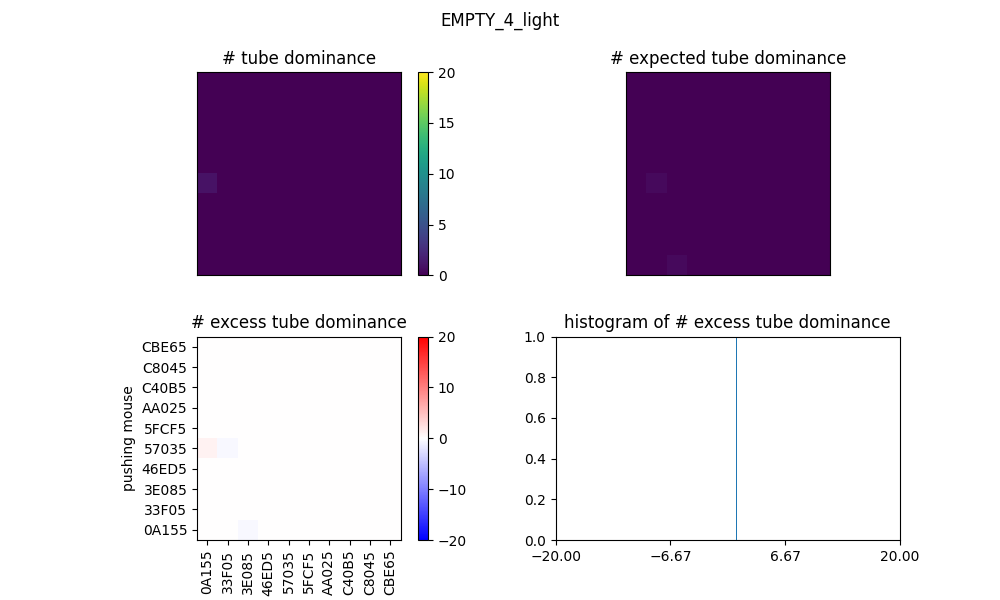 EMPTY_4_light
# tube dominance
20
15
10
5
0
# expected tube dominance
# excess tube dominance
pushing mouse
CBE65
C8045
C40B5
AA025
5FCF5
57035
46ED5
3E085
33F05
0A155
0A155
33F05
3E085
46ED5
57035
5FCF5
AA025
C40B5
C8045
CBE65
20
10
0
−10
−20
histogram of # excess tube dominance
1.0
0.8
0.6
0.4
0.2
0.0
−20.00
−6.67
6.67
20.00